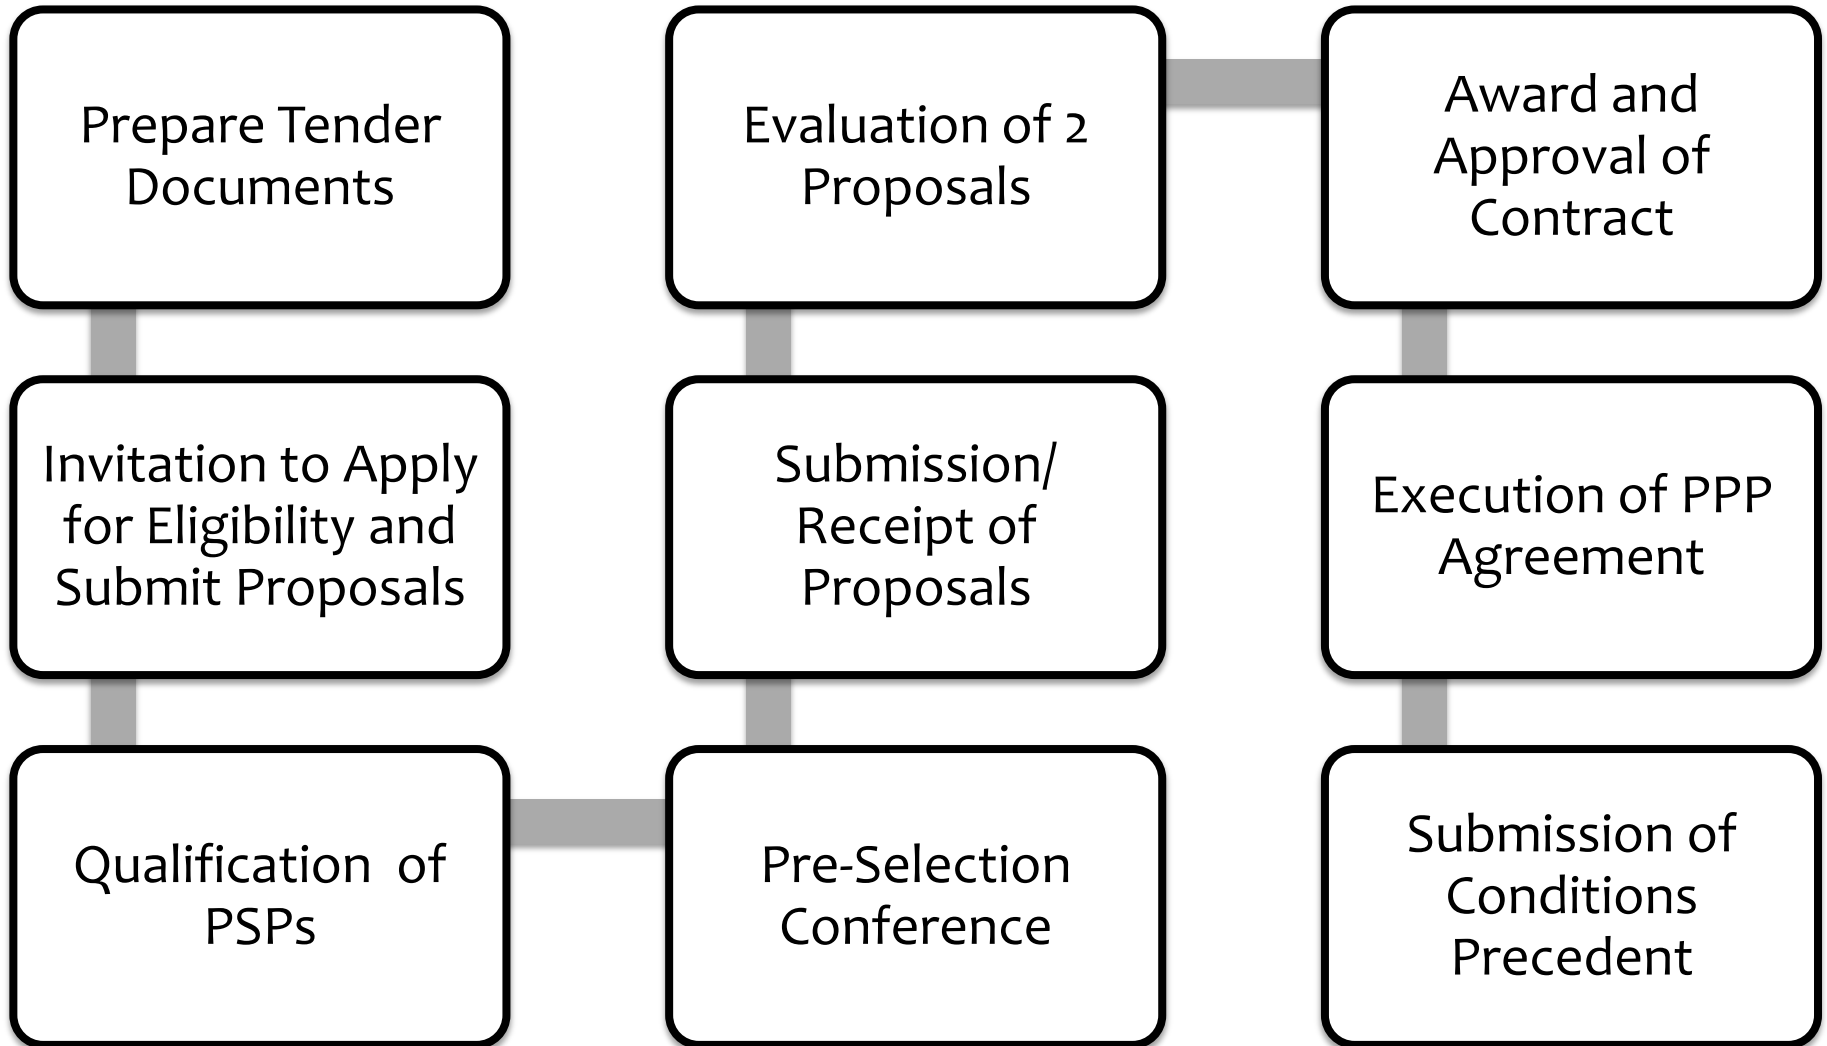 Prepare Tender
Documents
Invitation to Apply
for Eligibility and
Submit Proposals
Qualification of
PSPs
Pre-Selection
Conference
Submission/
Receipt of
Proposals
Evaluation of 2
Proposals
Award and
Approval of
Contract
Execution of PPP
Agreement
Submission of
Conditions
Precedent